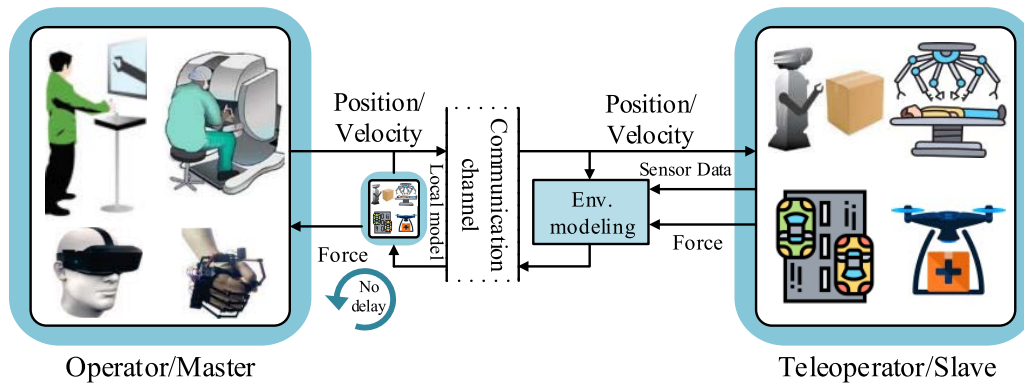 Position/
Velocity
Force
No
delay
Local model
Communication
channel
Position/
Velocity
Sensor Data
Env.
modeling
Force
Operator/Master
Teleoperator/Slave